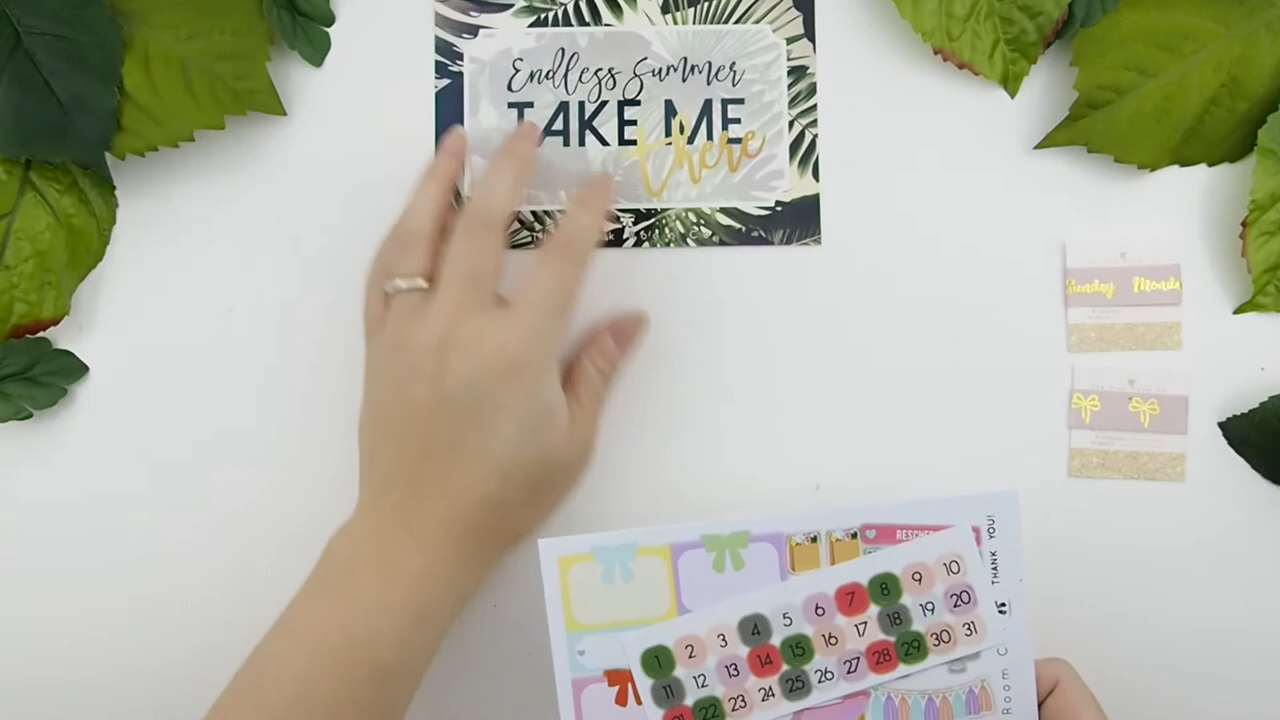 Endless Summer
TAKE ME
there
Sunday Monda
THANK YOU!
Room C
1 2 3 4 5 6 7 8 9 10
11 12 13 14 15 16 17 18 19 20
21 22 23 24 25 26 27 28 29 30 31